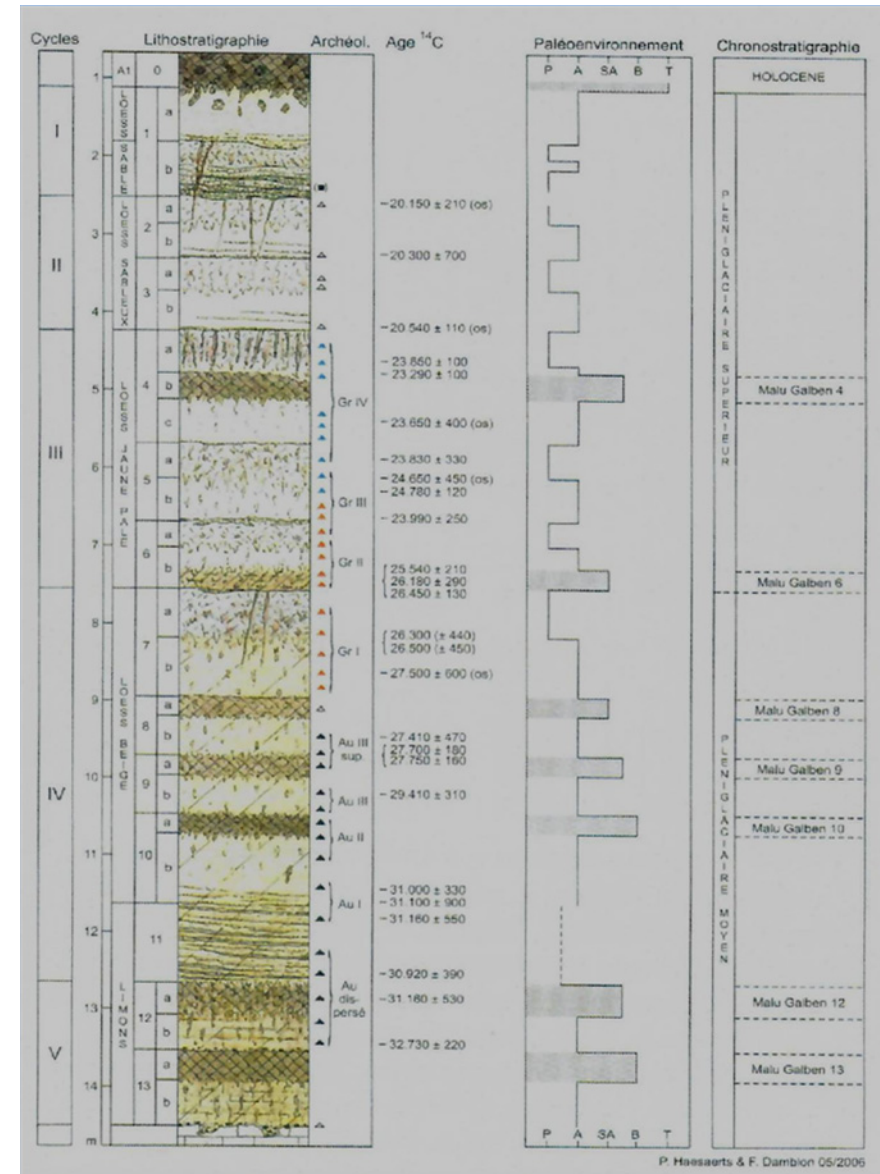 Cycles Lithostratigraphie Archéol. Age 14C Paléoenvironnement Chronostratigraphie
P A SA B T
A1 0
HOLOCENE
1
I
LOESS
1
a
2
SABLE
b
(■)
II
LOESS SABLEUX
2
a
– 20.150 ± 210 (os)
3
b
– 20.300 ± 700
3
a
4
b
– 20.540 ± 110 (os)
III
LOESS JAUNE PALE
4
a
– 23.850 ± 100
– 23.290 ± 100
5
b
Malu Galben 4
Gr IV
c
– 23.650 ± 400 (os)
– 23.830 ± 330
6
5
a
– 24.650 ± 450 (os)
– 24.780 ± 120
b
Gr III
– 23.990 ± 250
7
6
a
b
Gr II
25.540 ± 210
26.180 ± 290
26.450 ± 130
Malu Galben 6
PLENIGLACIAIRE SUPERIEUR
IV
LOESS BEIGE
8
7
a
26.300 (± 440)
26.500 (± 450)
b
Gr I
– 27.500 ± 600 (os)
9
8
a
Malu Galben 8
b
– 27.410 ± 470
Au III sup.
27.700 ± 180
27.750 ± 160
10
9
a
Malu Galben 9
b
Au III
– 29.410 ± 310
10
a
Malu Galben 10
Au II
11
b
– 31.000 ± 330
Au I
– 31.100 ± 900
– 31.160 ± 550
12
11
PLENIGLACIAIRE MOYEN
– 30.920 ± 390
V
LIMONS
13
12
a
Au dis-
persé
– 31.160 ± 530
Malu Galben 12
b
– 32.730 ± 220
14
13
a
Malu Galben 13
b
m
P A SA B T
P. Haesaerts & F. Damblon 05/2006